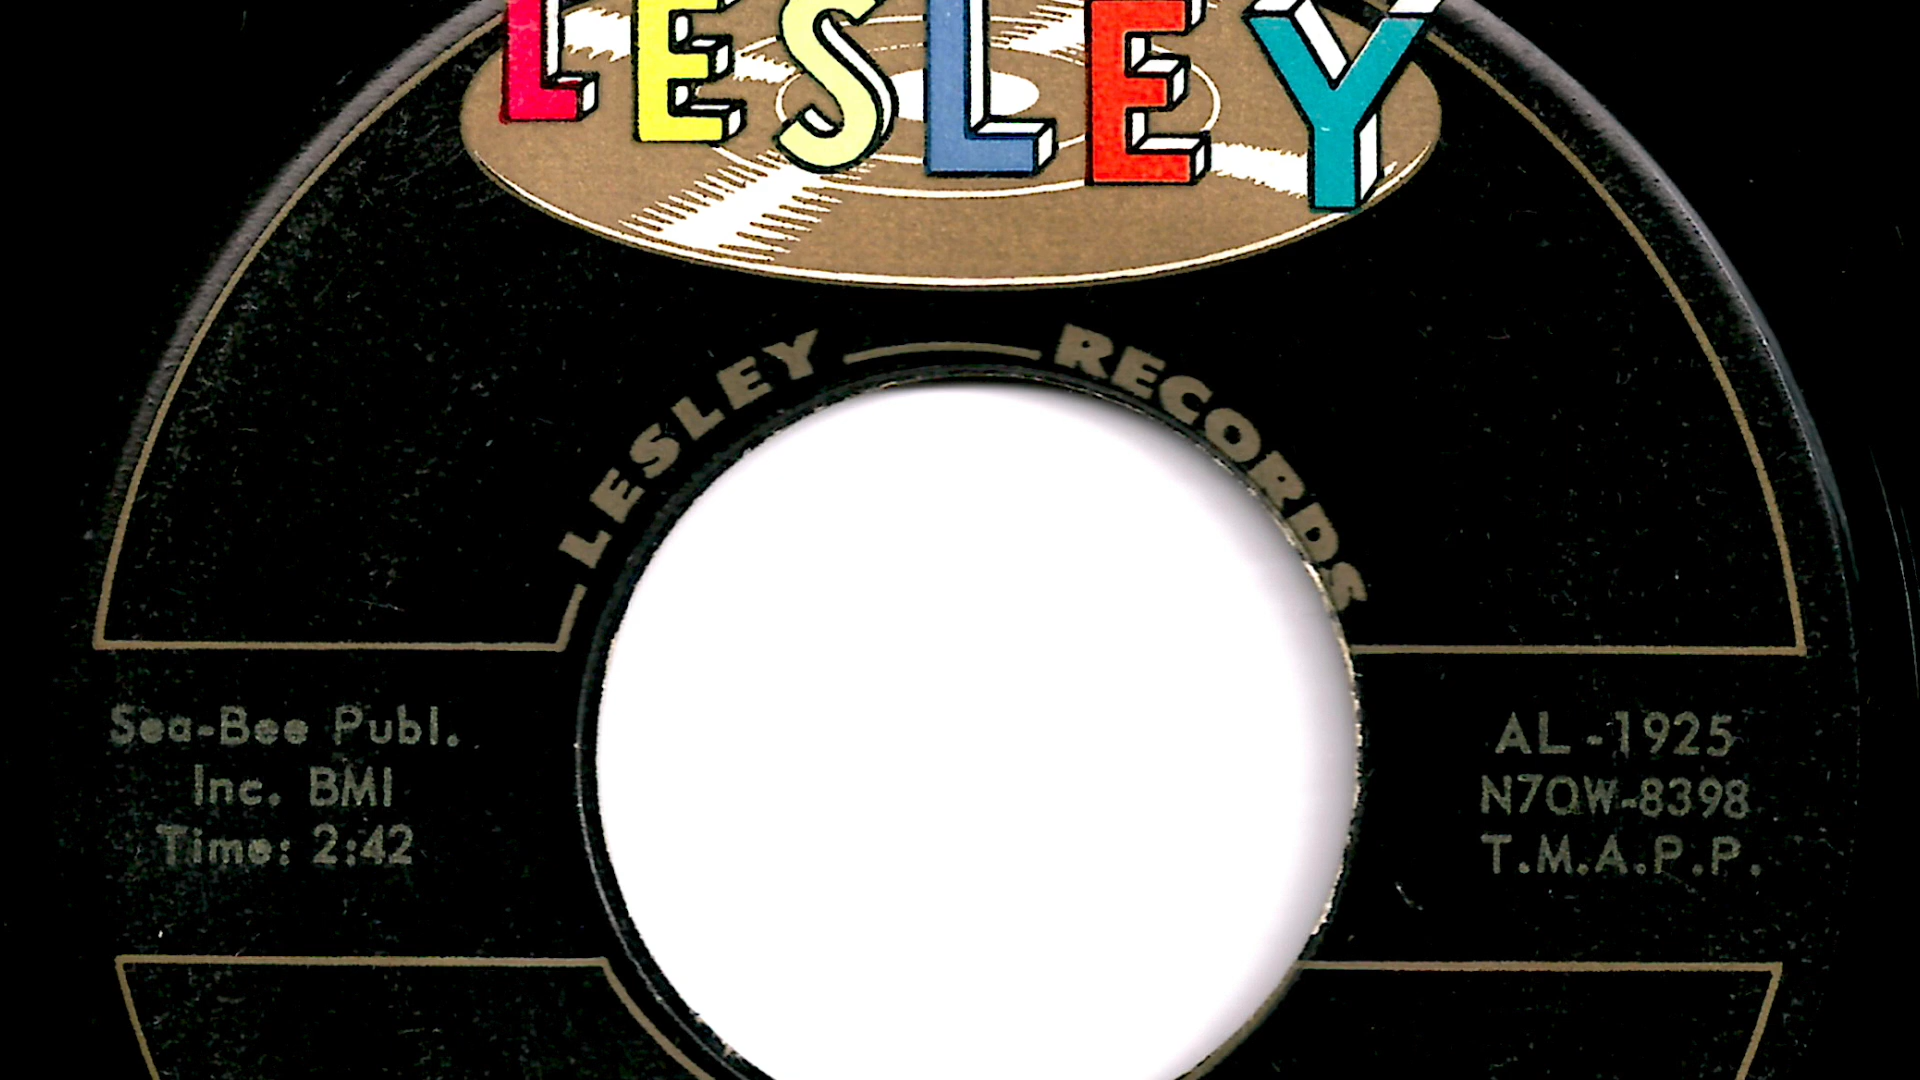 LESLEY
LESLEY RECORDS
Sea-Bee Publ.
Inc. BMI
Time: 2:42
AL-1925
N7OW-8398
T.M.A.P.P.